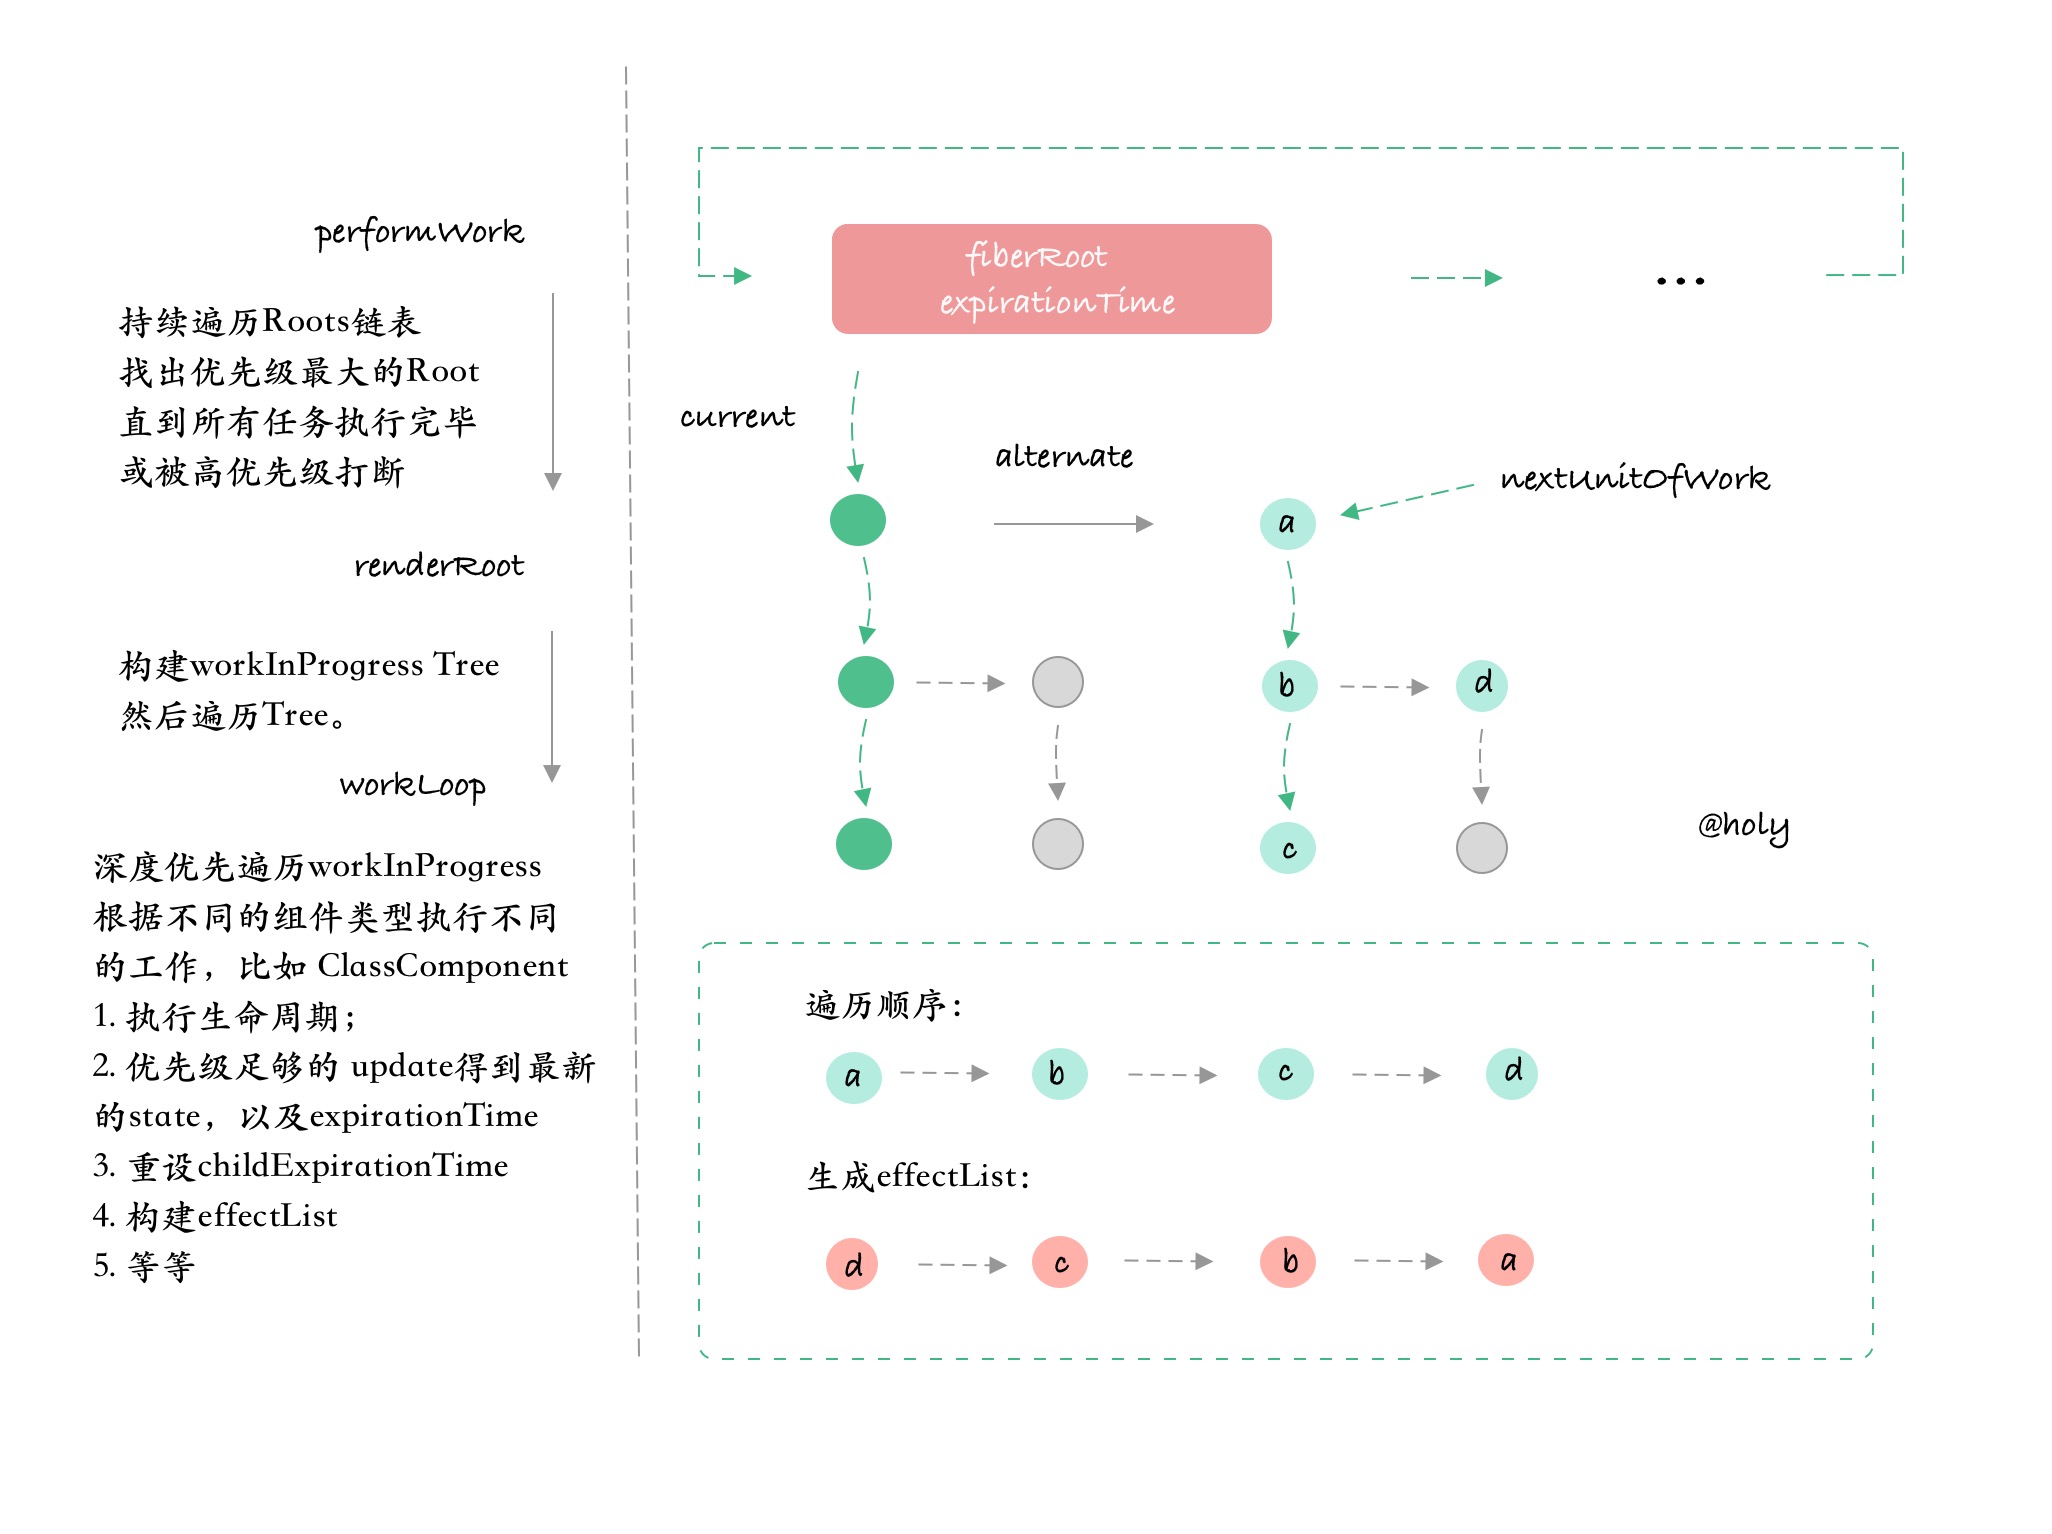 performWork
持续遍历Roots链表
找出优先级最大的Root
直到所有任务执行完毕
或被高优先级打断
renderRoot
构建workInProgress Tree
然后遍历Tree。
workLoop
深度优先遍历workInProgress
根据不同的组件类型执行不同
的工作，比如 ClassComponent
1. 执行生命周期；
2. 优先级足够的 update得到最新
的state，以及expirationTime
3. 重设childExpirationTime
4. 构建effectList
5. 等等
fiberRoot
expirationTime
...
current
alternate
nextUnitOfWork
a
b
d
c
@holy
遍历顺序：
a
b
c
d
生成effectList：
d
c
b
a